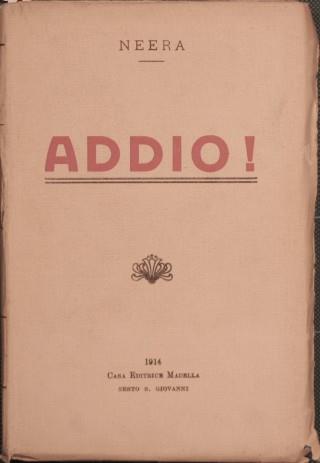 NEERA
ADDIO!
1914
CASA EDITRICE MADELLA
SESTO S. GIOVANNI